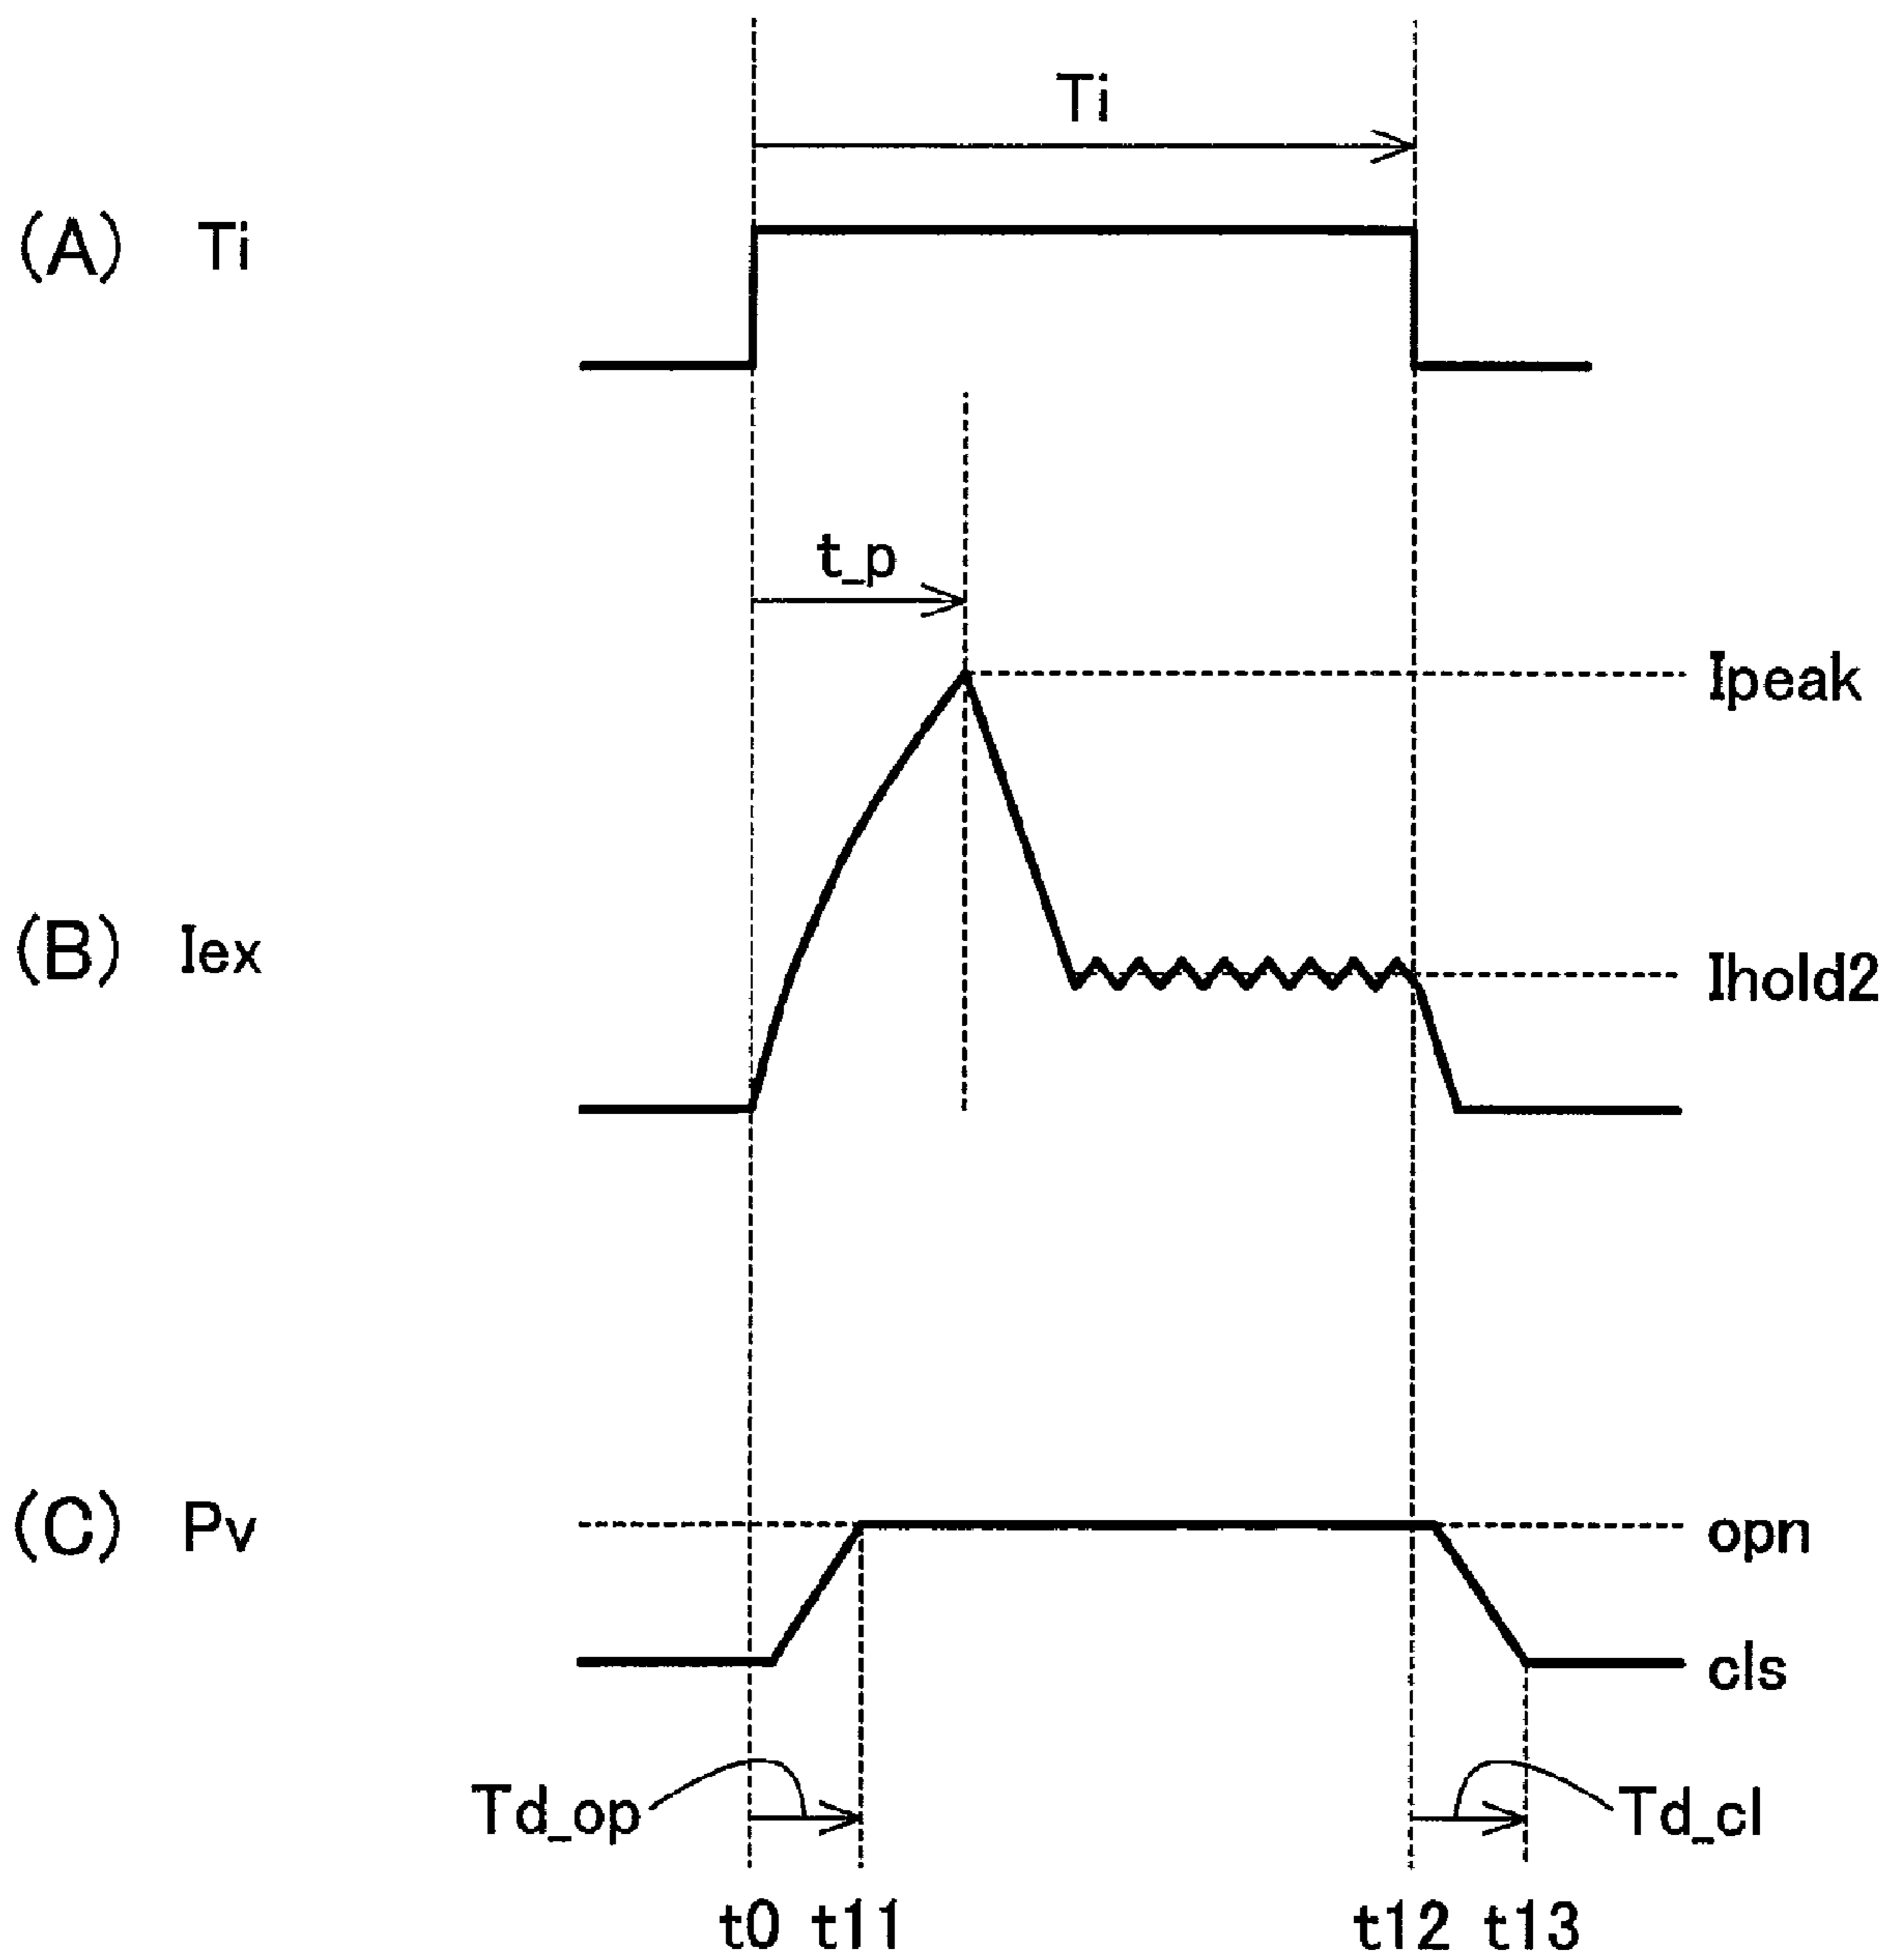 Ti
(A) Ti
t_p
Ipeak
(B) Iex
Ihold2
(C) Pv
opn
cls
Td_op
Td_cl
t0 t11 t12 t13